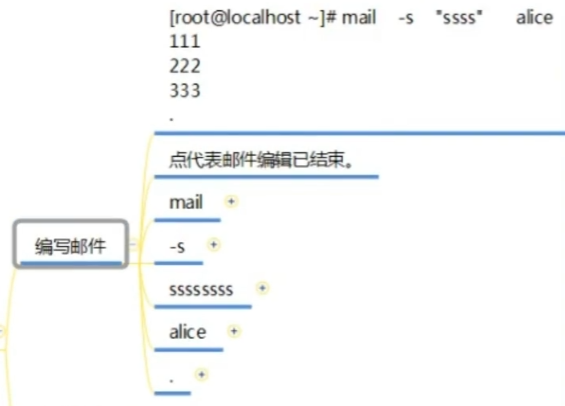 [root@localhost ~]# mail -s "ssss" alice
111
222
333
.
点代表邮件编辑已结束。
mail
编写邮件
-s
ssssssss
alice
.